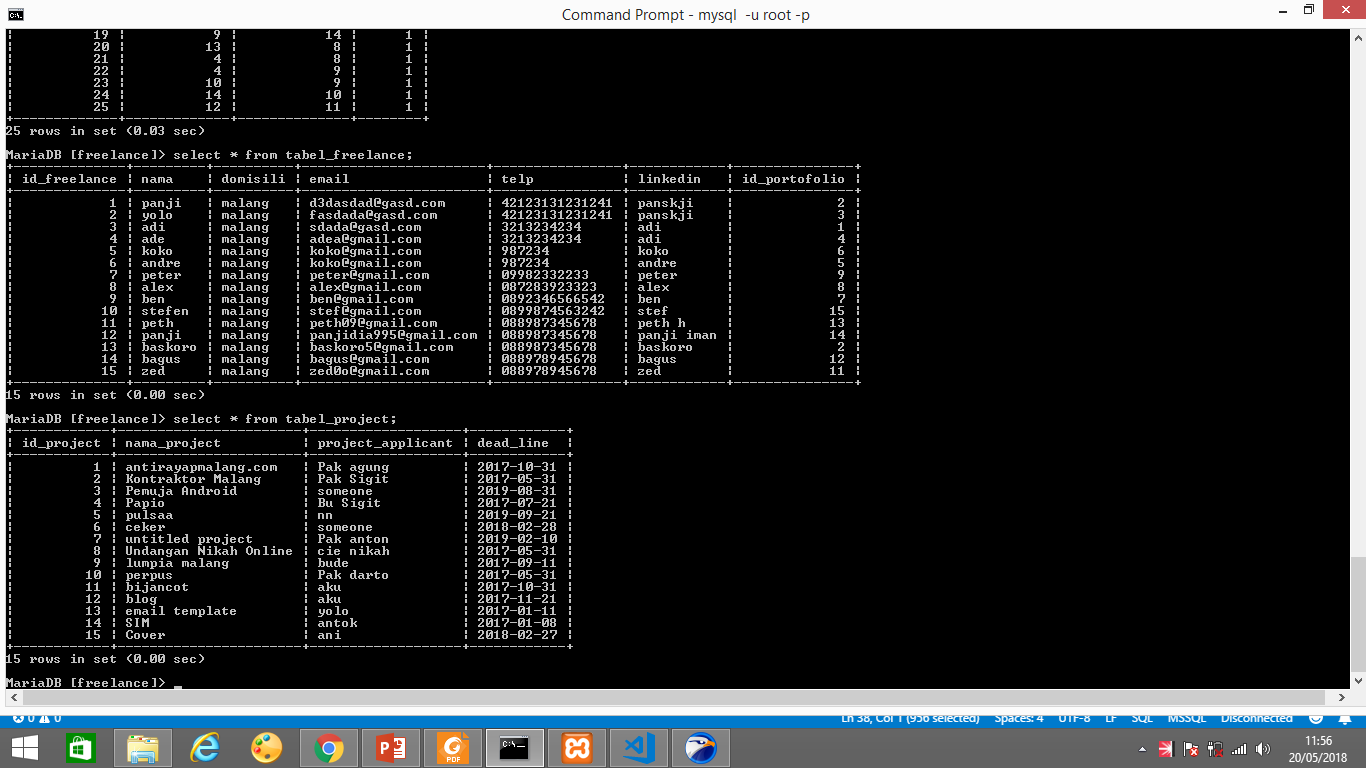 Command Prompt - mysql -u root -p
| 19 | 9 | 14 | 1 |
| 20 | 13 | 8 | 1 |
| 21 | 4 | 8 | 1 |
| 22 | 4 | 9 | 1 |
| 23 | 10 | 9 | 1 |
| 24 | 14 | 10 | 1 |
| 25 | 12 | 11 | 1 |
25 rows in set (0.03 sec)
MariaDB [freelance]> select * from tabel_freelance;
| id_freelance | nama | domisili | email | telp | linkedin | id_portofolio |
| 1 | panji | malang | d3dasdad@gasd.com | 42123131231241 | panskji | 2 |
| 2 | yolo | malang | fasdada@gasd.com | 42123131231241 | panskji | 3 |
| 3 | adi | malang | sdada@gasd.com | 3213234234 | adi | 1 |
| 4 | ade | malang | adea@gmail.com | 3213234234 | adi | 4 |
| 5 | koko | malang | koko@gmail.com | 987234 | koko | 6 |
| 6 | andre | malang | koko@gmail.com | 987234 | andre | 5 |
| 7 | peter | malang | peter@gmail.com | 09982332233 | peter | 9 |
| 8 | alex | malang | alex@gmail.com | 087283923323 | alex | 8 |
| 9 | ben | malang | ben@gmail.com | 0892346566542 | ben | 7 |
| 10 | stefen | malang | stef@gmail.com | 0899874563242 | stef | 15 |
| 11 | peth | malang | peth09@gmail.com | 088987345678 | peth h | 13 |
| 12 | panji | malang | panjidia995@gmail.com | 088987345678 | panji iman | 14 |
| 13 | baskoro | malang | baskoro5@gmail.com | 088987345678 | baskoro | 2 |
| 14 | bagus | malang | bagus@gmail.com | 088978945678 | bagus | 12 |
| 15 | zed | malang | zed0o@gmail.com | 088978945678 | zed | 11 |
15 rows in set (0.00 sec)
MariaDB [freelance]> select * from tabel_project;
| id_project | nama_project | project_applicant | dead_line |
| 1 | antirayapmalang.com | Pak agung | 2017-10-31 |
| 2 | Kontraktor Malang | Pak Sigit | 2017-05-31 |
| 3 | Pemuja Android | someone | 2019-08-31 |
| 4 | Papio | Bu Sigit | 2017-07-21 |
| 5 | pulsaa | nn | 2019-09-21 |
| 6 | ceker | someone | 2018-02-28 |
| 7 | untitled project | Pak anton | 2019-02-10 |
| 8 | Undangan Nikah Online | cie nikah | 2017-05-31 |
| 9 | lumpia malang | bude | 2017-09-11 |
| 10 | perpus | Pak darto | 2017-05-31 |
| 11 | bijancot | aku | 2017-10-31 |
| 12 | blog | aku | 2017-11-21 |
| 13 | email template | yolo | 2017-01-11 |
| 14 | SIM | antok | 2017-01-08 |
| 15 | Cover | ani | 2018-02-27 |
15 rows in set (0.00 sec)
MariaDB [freelance]> _
0 0 Ln 38, Col 1 (956 selected) Spaces: 4 UTF-8 LF SQL MSSQL Disconnected
11:56
20/05/2018